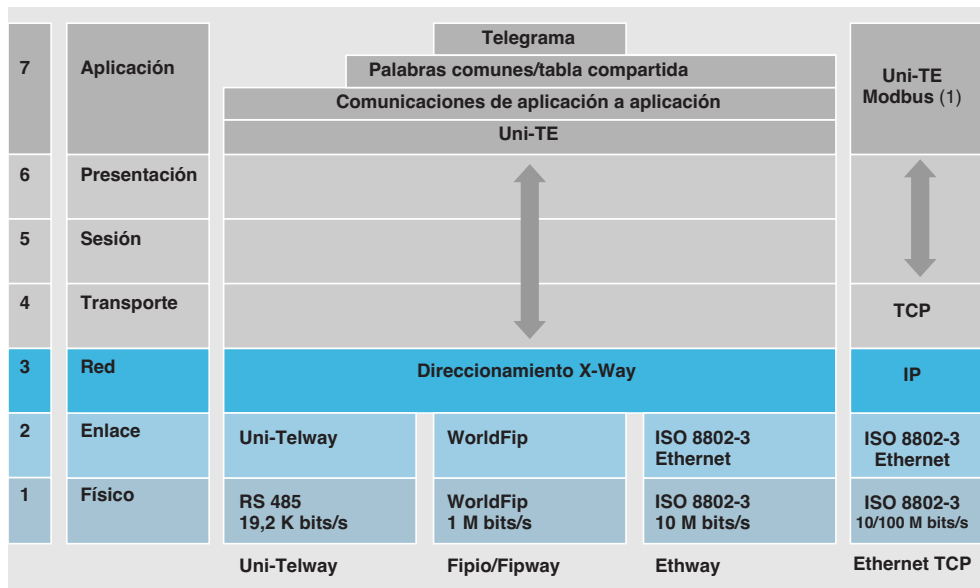 Telegrama
7 Aplicación
Palabras comunes/tabla compartida
Uni-TE
Modbus (1)
Comunicaciones de aplicación a aplicación
Uni-TE
6 Presentación
5 Sesión
4 Transporte
TCP
3 Red
Direccionamiento X-Way
IP
2 Enlace
Uni-Telway
WorldFip
ISO 8802-3
Ethernet
ISO 8802-3
Ethernet
1 Físico
RS 485
19,2 K bits/s
WorldFip
1 M bits/s
ISO 8802-3
10 M bits/s
ISO 8802-3
10/100 M bits/s
Uni-Telway
Fipio/Fipway
Ethway
Ethernet TCP